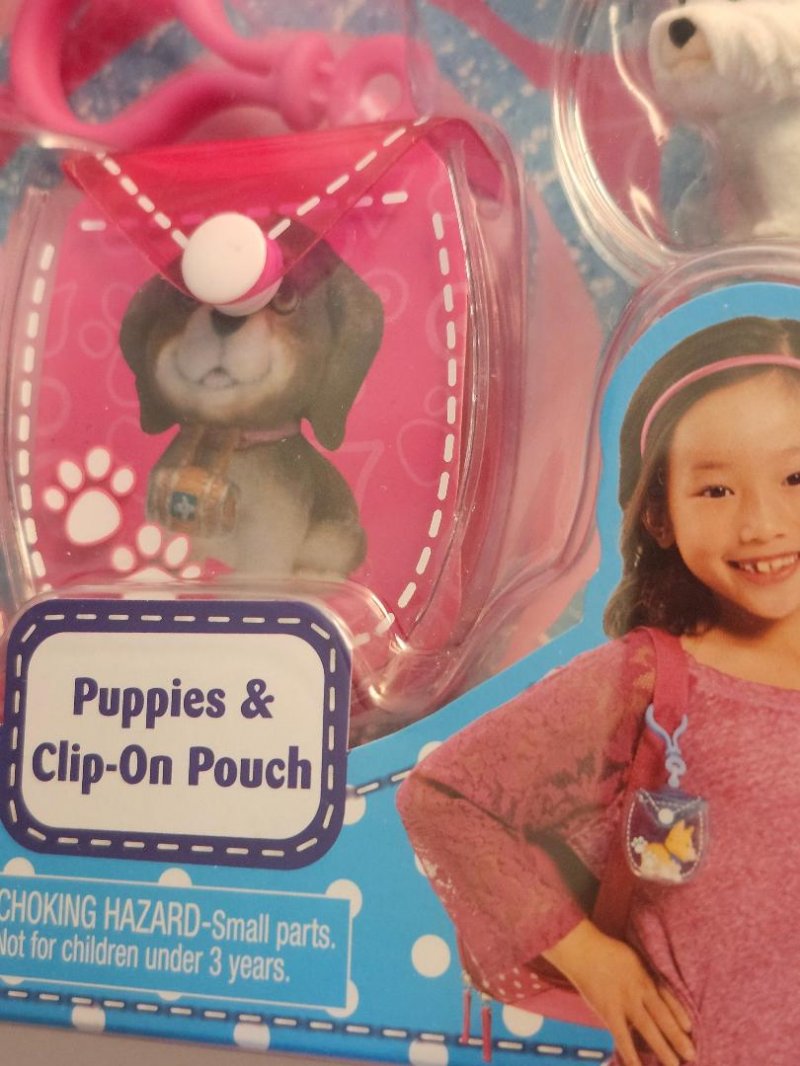 Puppies &
Clip-On Pouch
CHOKING HAZARD-Small parts.
Not for children under 3 years.